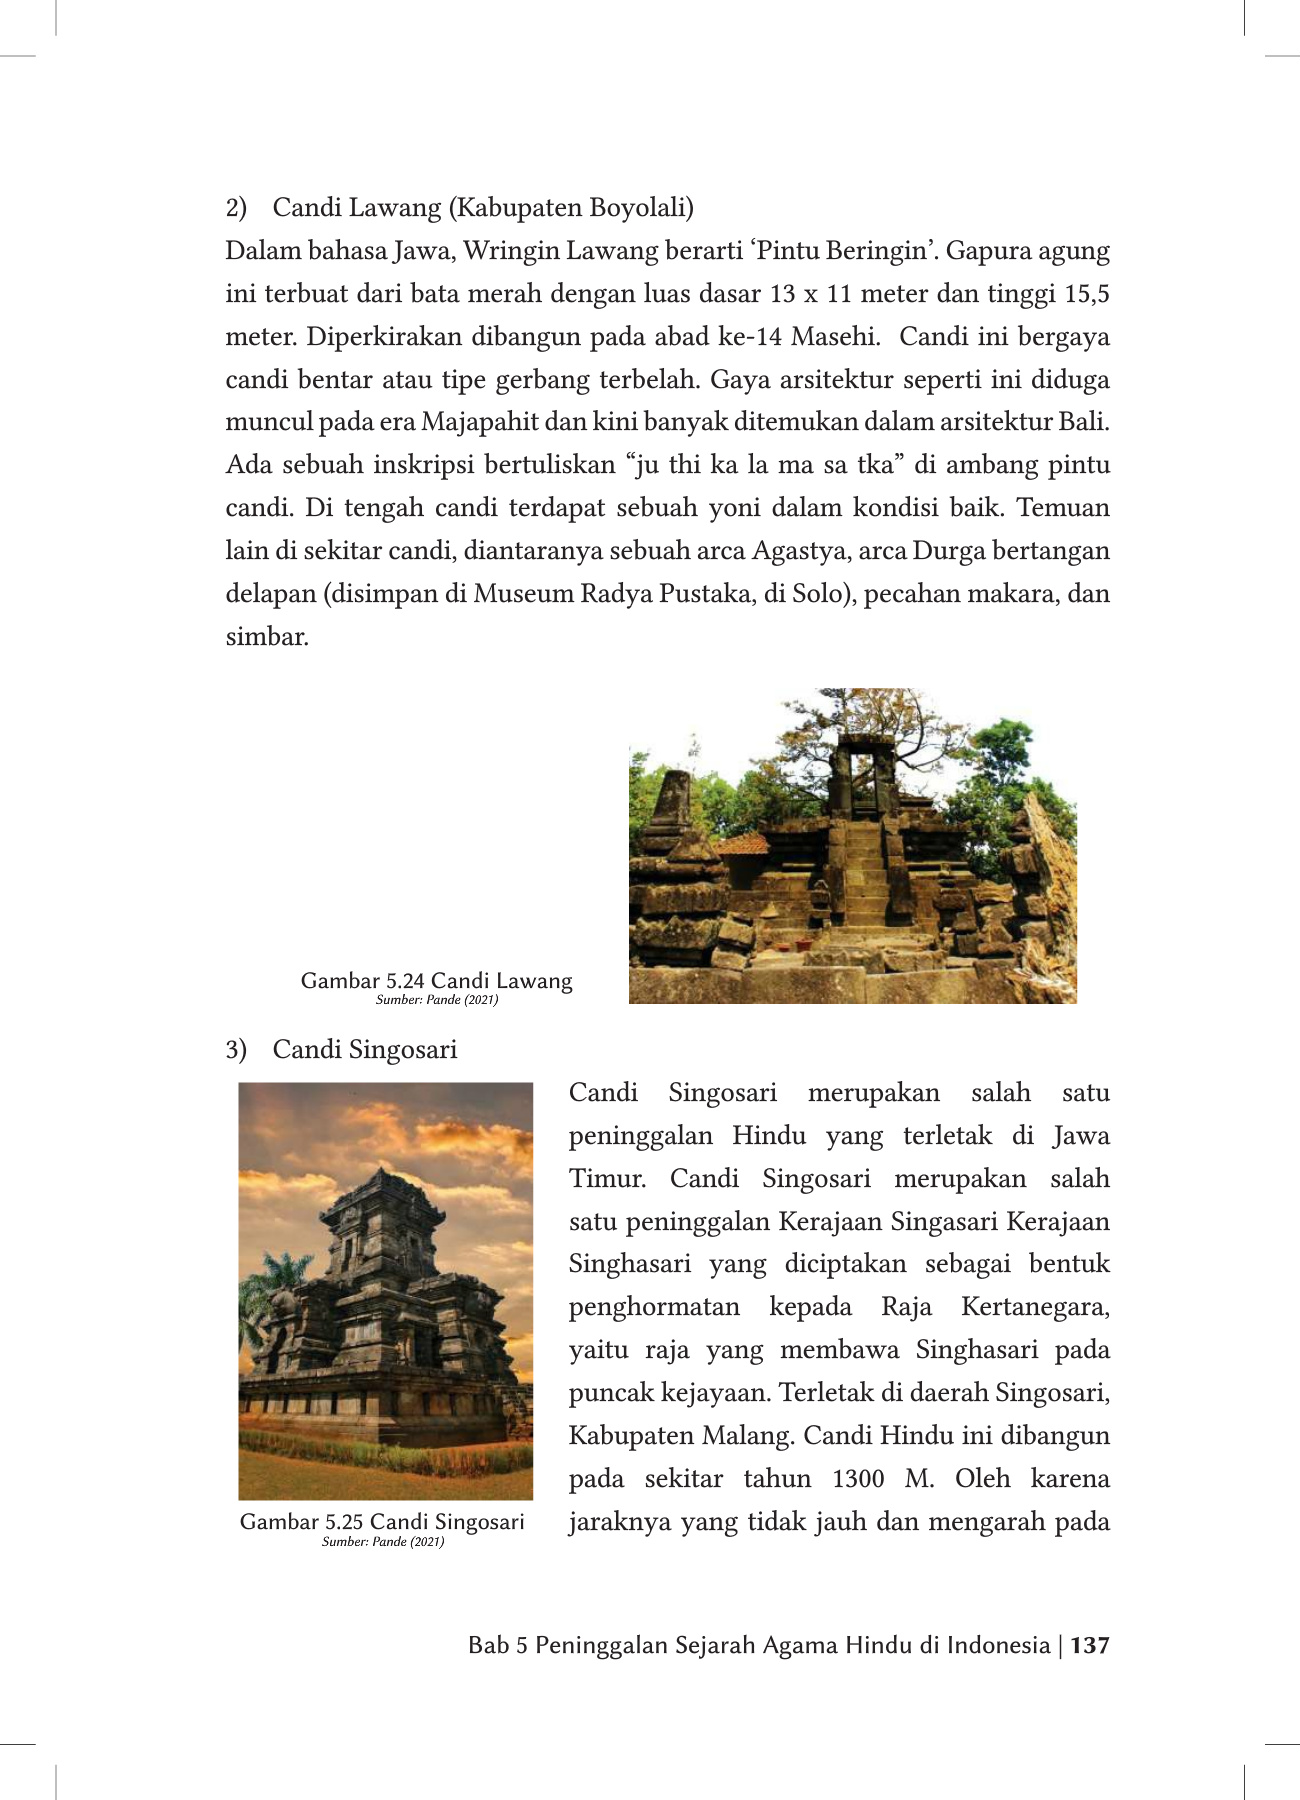 2) Candi Lawang (Kabupaten Boyolali)
Dalam bahasa Jawa, Wringin Lawang berarti ‘Pintu Beringin’. Gapura agung
ini terbuat dari bata merah dengan luas dasar 13 x 11 meter dan tinggi 15,5
meter. Diperkirakan dibangun pada abad ke-14 Masehi. Candi ini bergaya
candi bentar atau tipe gerbang terbelah. Gaya arsitektur seperti ini diduga
muncul pada era Majapahit dan kini banyak ditemukan dalam arsitektur Bali.
Ada sebuah inskripsi bertuliskan “ju thi ka la ma sa tka” di ambang pintu
candi. Di tengah candi terdapat sebuah yoni dalam kondisi baik. Temuan
lain di sekitar candi, diantaranya sebuah arca Agastya, arca Durga bertangan
delapan (disimpan di Museum Radya Pustaka, di Solo), pecahan makara, dan
simbar.
Gambar 5.24 Candi Lawang
Sumber: Pande (2021)
3) Candi Singosari
Candi Singosari merupakan salah satu
peninggalan Hindu yang terletak di Jawa
Timur. Candi Singosari merupakan salah
satu peninggalan Kerajaan Singasari Kerajaan
Singhasari yang diciptakan sebagai bentuk
penghormatan kepada Raja Kertanegara,
yaitu raja yang membawa Singhasari pada
puncak kejayaan. Terletak di daerah Singosari,
Kabupaten Malang. Candi Hindu ini dibangun
pada sekitar tahun 1300 M. Oleh karena
jaraknya yang tidak jauh dan mengarah pada
Gambar 5.25 Candi Singosari
Sumber: Pande (2021)
Bab 5 Peninggalan Sejarah Agama Hindu di Indonesia | 137